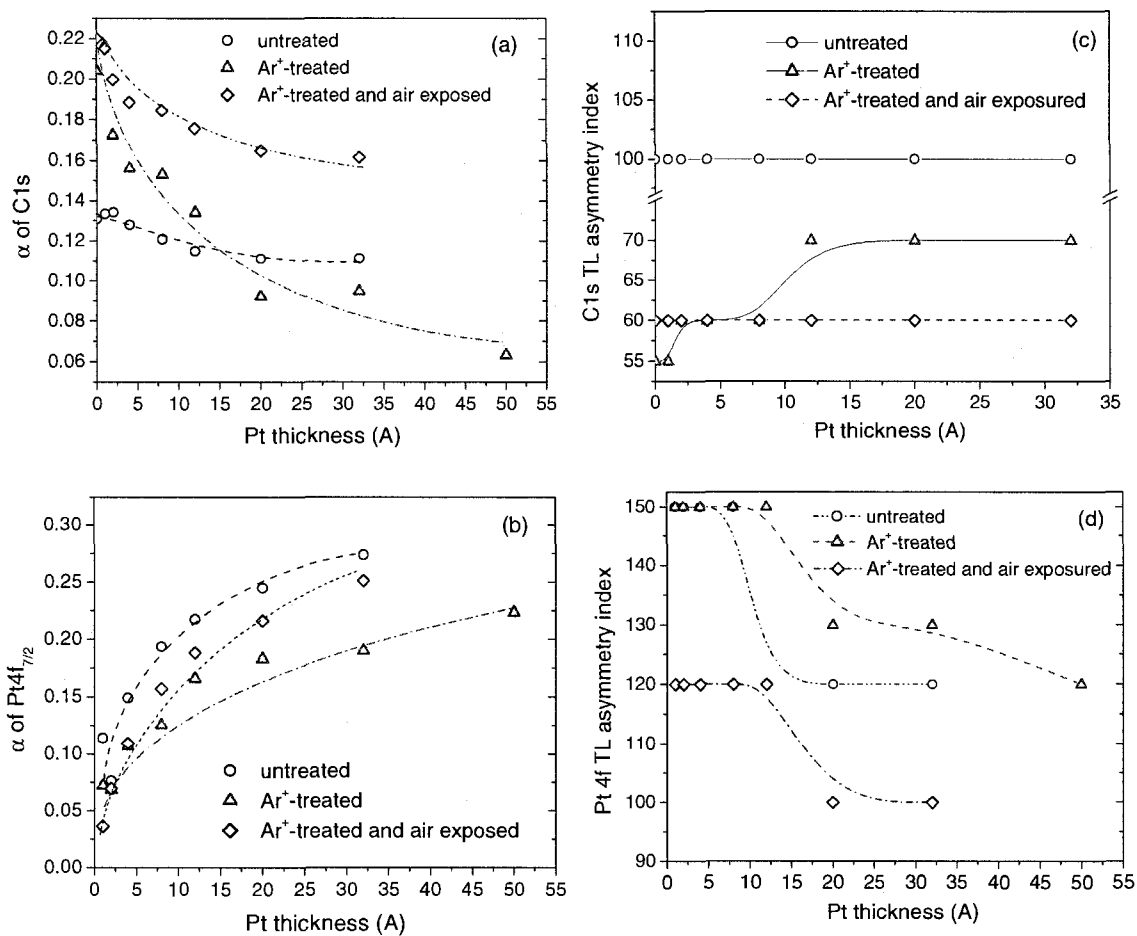 (a)
untreated
Ar⁺-treated
Ar⁺-treated and air exposed
0.22
0.20
0.18
0.16
0.14
0.12
0.10
0.08
0.06
α of C1s
0 5 10 15 20 25 30 35 40 45 50 55
Pt thickness (A)
(c)
untreated
Ar⁺-treated
Ar⁺-treated and air exposured
110
105
100
70
65
60
55
C1s TL asymmetry index
0 5 10 15 20 25 30 35
Pt thickness (A)
(b)
0.30
0.25
0.20
0.15
0.10
0.05
0.00
α of Pt4f₇/₂
untreated
Ar⁺-treated
Ar⁺-treated and air exposed
0 5 10 15 20 25 30 35 40 45 50 55
Pt thickness (A)
(d)
untreated
Ar⁺-treated
Ar⁺-treated and air exposured
150
140
130
120
110
100
90
Pt 4f TL asymmetry index
0 5 10 15 20 25 30 35 40 45 50 55
Pt thickness (A)